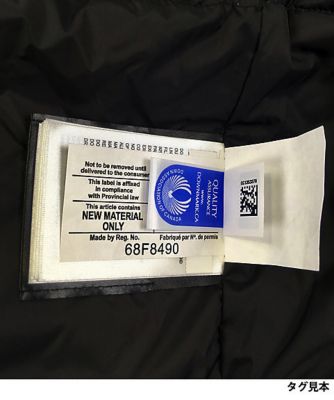 Not to be removed until
delivered to the consumer
This label is affixed
in compliance
with Provincial law
This article contains
NEW MATERIAL
ONLY
Made by Reg. No.
Fabriqué par Nº. de permis
68F8490
QUALITY
ASSURANCE
WWW.
DOWNMARK.CA
タグ見本